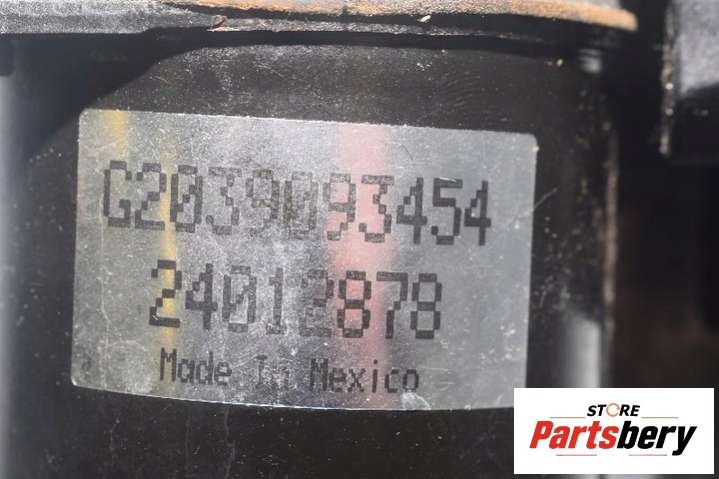 G2039093454
24012878
Made In Mexico
STORE
Partsbery